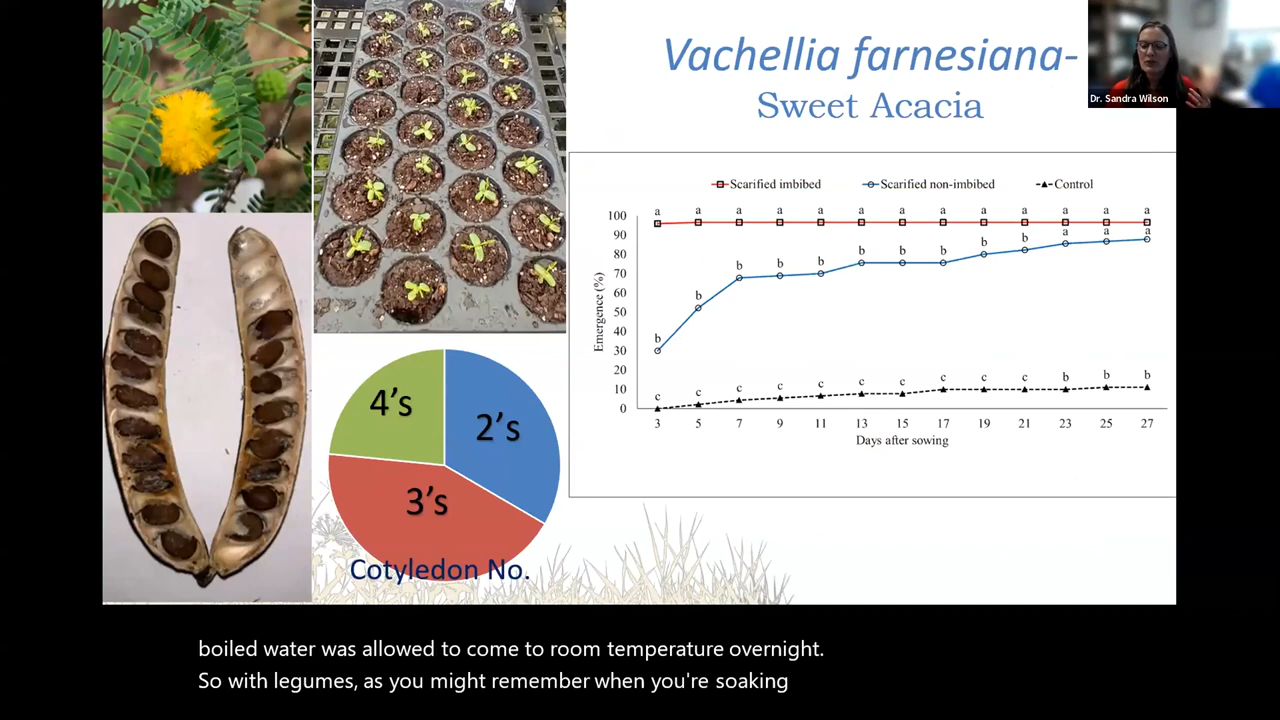 Vachellia farnesiana-
Sweet Acacia
Dr. Sandra Wilson
Scarified imbibed
Scarified non-imbibed
Control
a a a a a a a a a a a a a
a a a
b b b b b b b b b b
c c c c c c c c c c b b b
100
90
80
70
60
50
40
30
20
10
0
Emergence (%)
3 5 7 9 11 13 15 17 19 21 23 25 27
Days after sowing
4's
2's
3's
Cotyledon No.
boiled water was allowed to come to room temperature overnight.
So with legumes, as you might remember when you're soaking